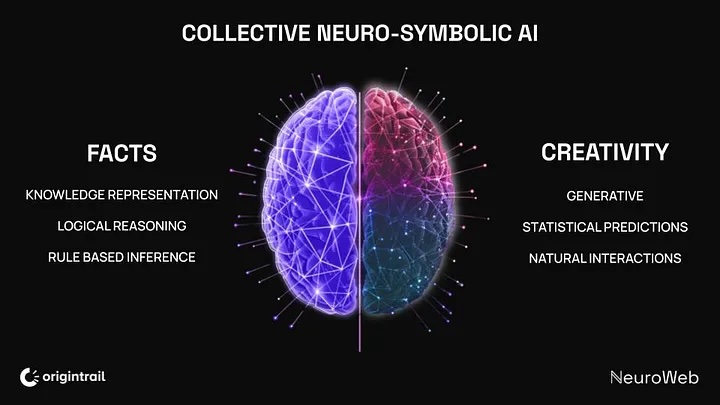 COLLECTIVE NEURO-SYMBOLIC AI
FACTS
KNOWLEDGE REPRESENTATION
LOGICAL REASONING
RULE BASED INFERENCE
CREATIVITY
GENERATIVE
STATISTICAL PREDICTIONS
NATURAL INTERACTIONS
origintrail
NeuroWeb